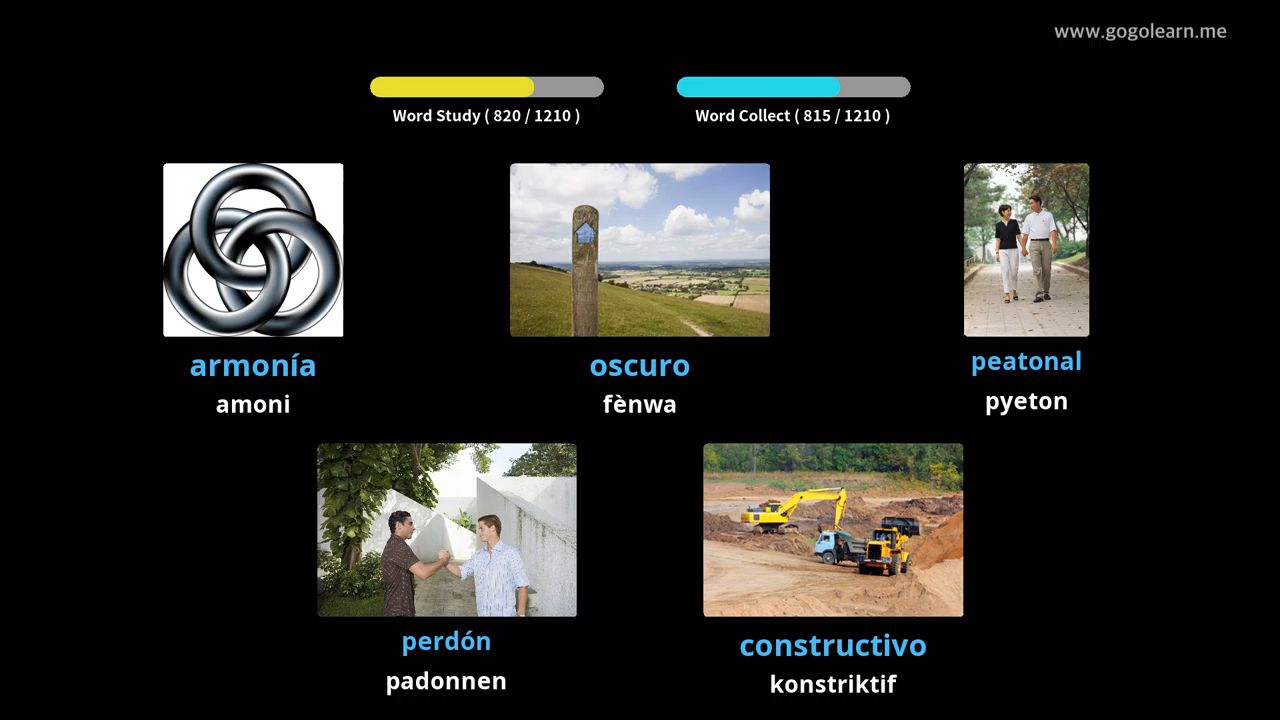 www.gogolearn.me
Word Study ( 820 / 1210 )
Word Collect ( 815 / 1210 )
armonía
amoni
oscuro
fènwa
peatonal
pyeton
perdón
padonnen
constructivo
konstriktif